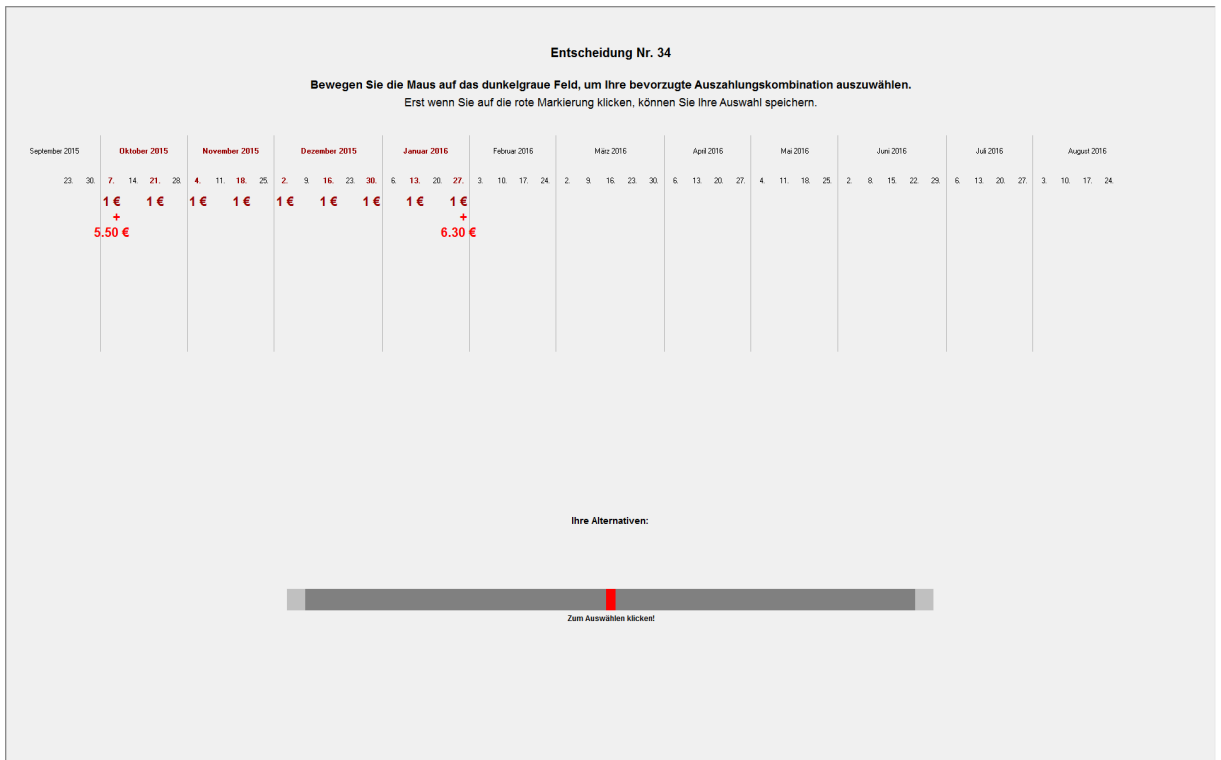 Entscheidung Nr. 34
Bewegen Sie die Maus auf das dunkelgraue Feld, um Ihre bevorzugte Auszahlungskombination auszuwählen.
Erst wenn Sie auf die rote Markierung klicken, können Sie Ihre Auswahl speichern.
September 2015 Oktober 2015 November 2015 Dezember 2015 Januar 2016 Februar 2016 März 2016 April 2016 Mai 2016 Juni 2016 Juli 2016 August 2016
23. 30. 7. 14. 21. 28. 4. 11. 18. 25. 2. 9. 16. 23. 30. 6. 13. 20. 27. 3. 10. 17. 24. 2. 9. 16. 23. 30. 6. 13. 20. 27. 4. 11. 18. 25. 2. 8. 15. 22. 29. 6. 13. 20. 27. 3. 10. 17. 24.
1 € 1 € 1 € 1 € 1 € 1 € 1 € 1 € 1 €
+ +
5.50 € 6.30 €
Ihre Alternativen:
Zum Auswählen klicken!